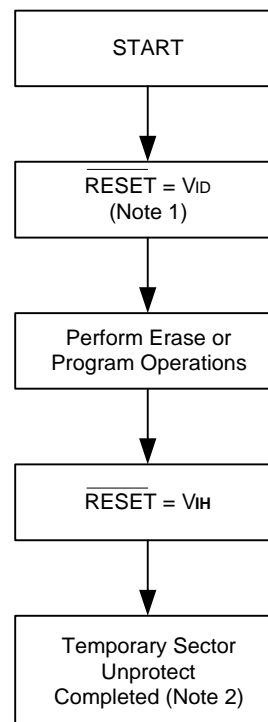 START
RESET = VID
(Note 1)
Perform Erase or
Program Operations
RESET = VIH
Temporary Sector
Unprotect
Completed (Note 2)